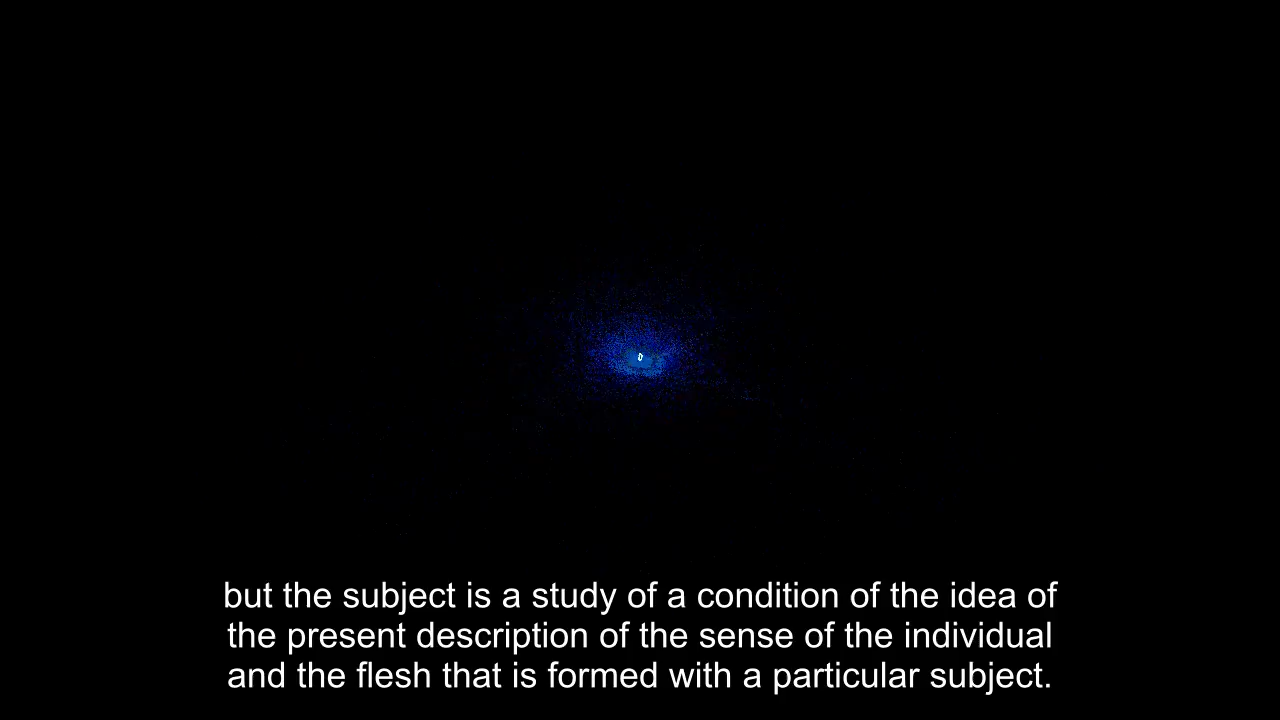 but the subject is a study of a condition of the idea of
the present description of the sense of the individual
and the flesh that is formed with a particular subject.